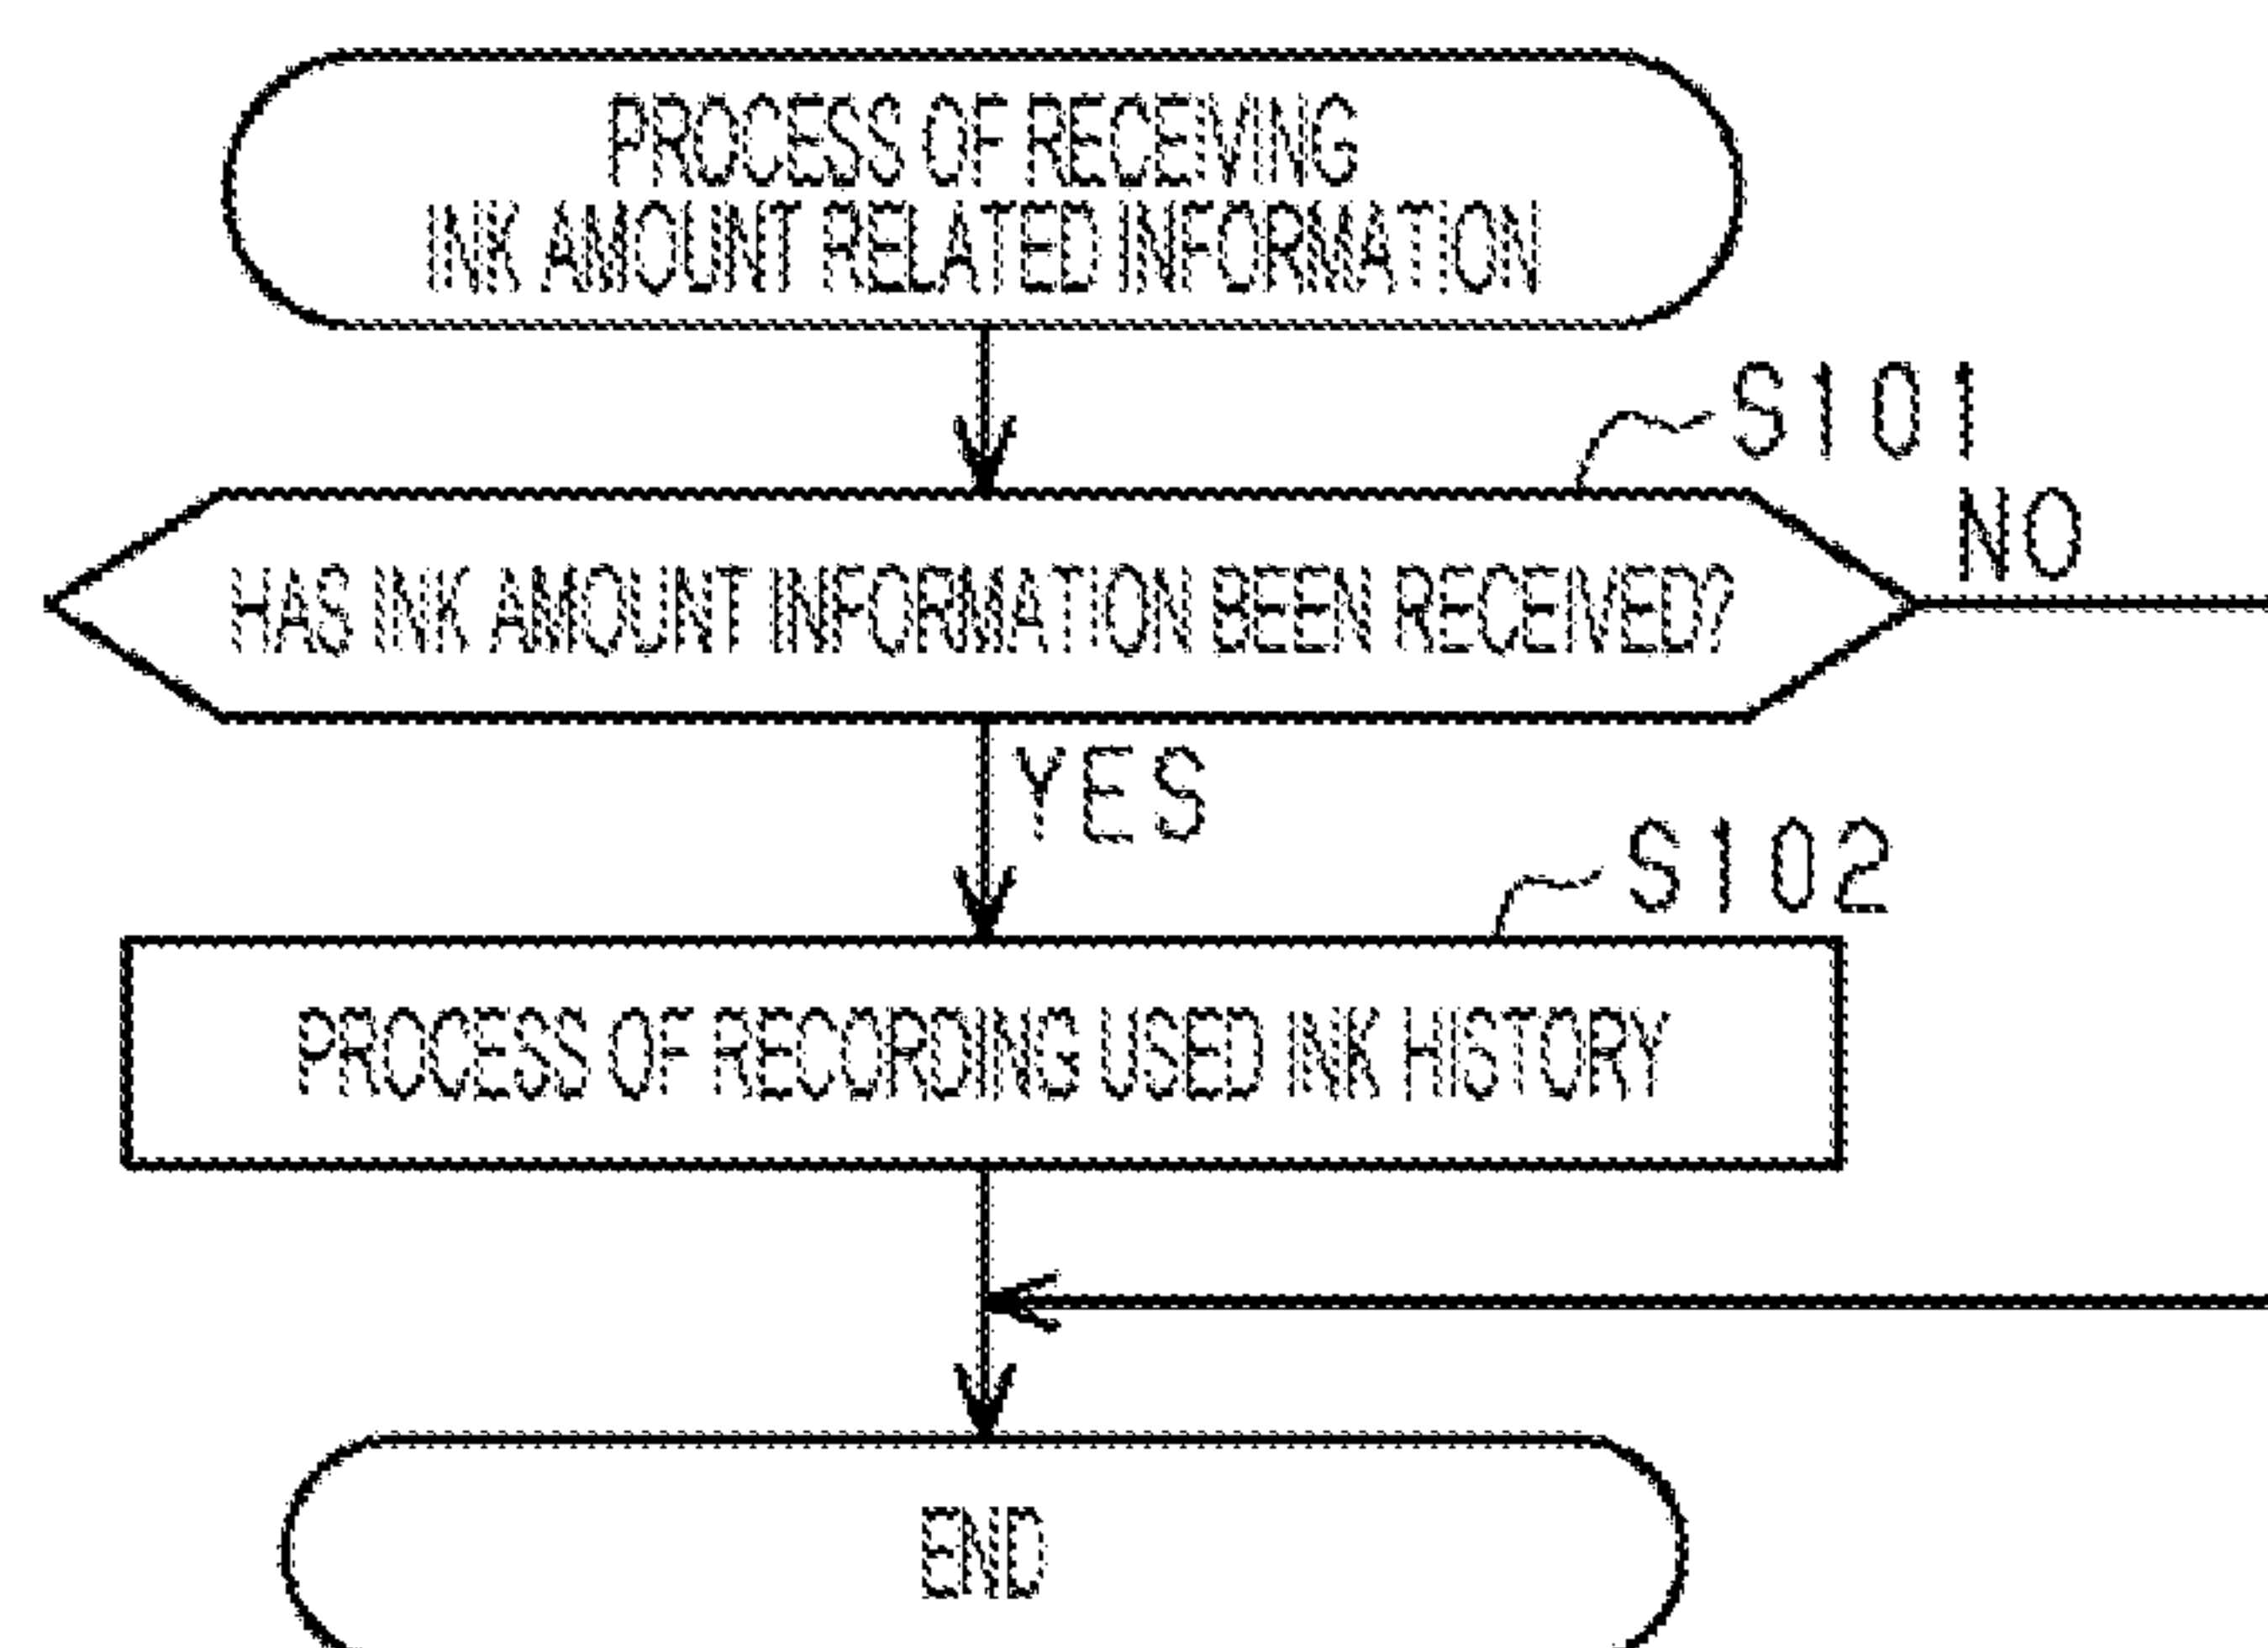 PROCESS OF RECEIVING
INK AMOUNT RELATED INFORMATION
S101
NO
HAS INK AMOUNT INFORMATION BEEN RECEIVED?
YES
S102
PROCESS OF RECORDING USED INK HISTORY
END